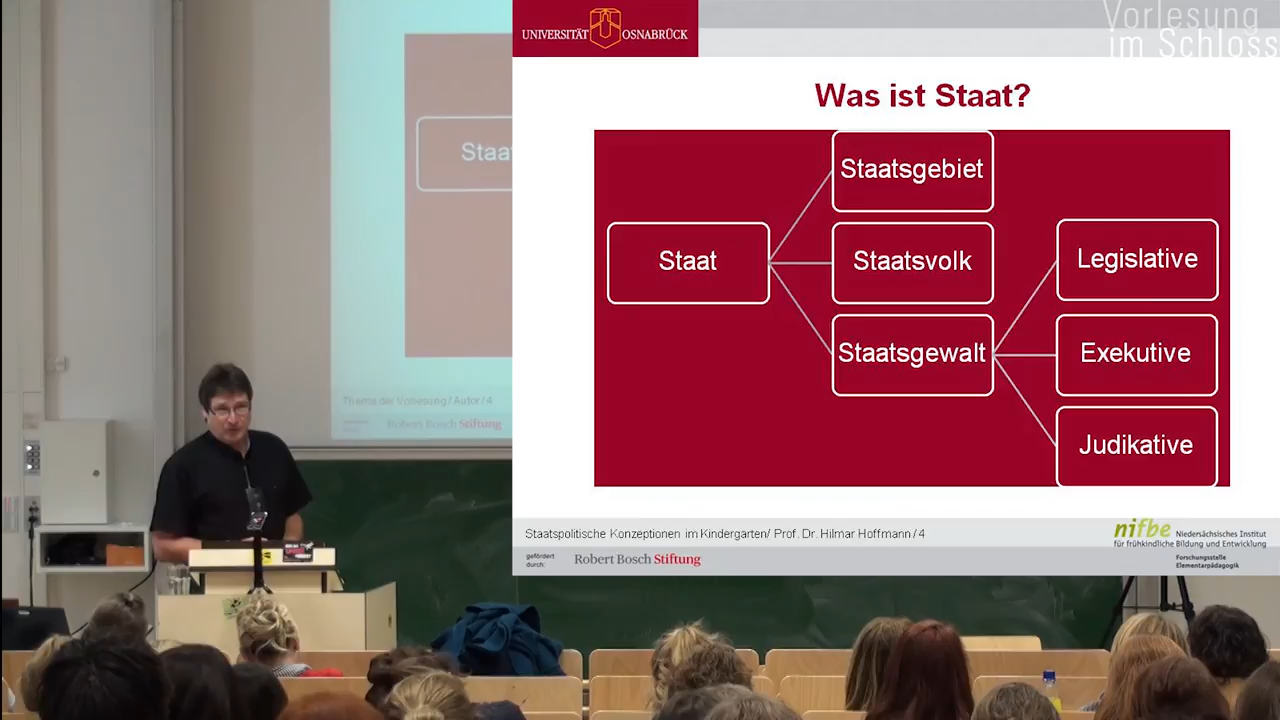 UNIVERSITÄT OSNABRÜCK
Vorlesung
im Schloss
Was ist Staat?
Staat
Staatsgebiet
Staatsvolk
Staatsgewalt
Legislative
Exekutive
Judikative
Staatspolitische Konzeptionen im Kindergarten/ Prof. Dr. Hilmar Hoffmann / 4
gefördert
durch:
Robert Bosch Stiftung
nifbe Niedersächsisches Institut
für frühkindliche Bildung und Entwicklung
Forschungsstelle
Elementarpädagogik
Staat
Thema der Vorlesung / Autor / 4
Robert Bosch Stiftung